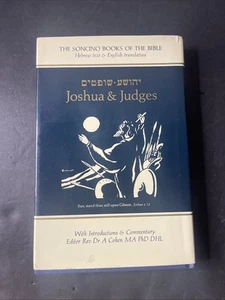 THE SONCINO BOOKS OF THE BIBLE
Hebrew text & English translation
יהושע·שופטים
Joshua & Judges
Sun, stand thou still upon Gibeon. Joshua x. 12
With Introductions & Commentary
Editor Rev Dr A Cohen MA PhD DHL